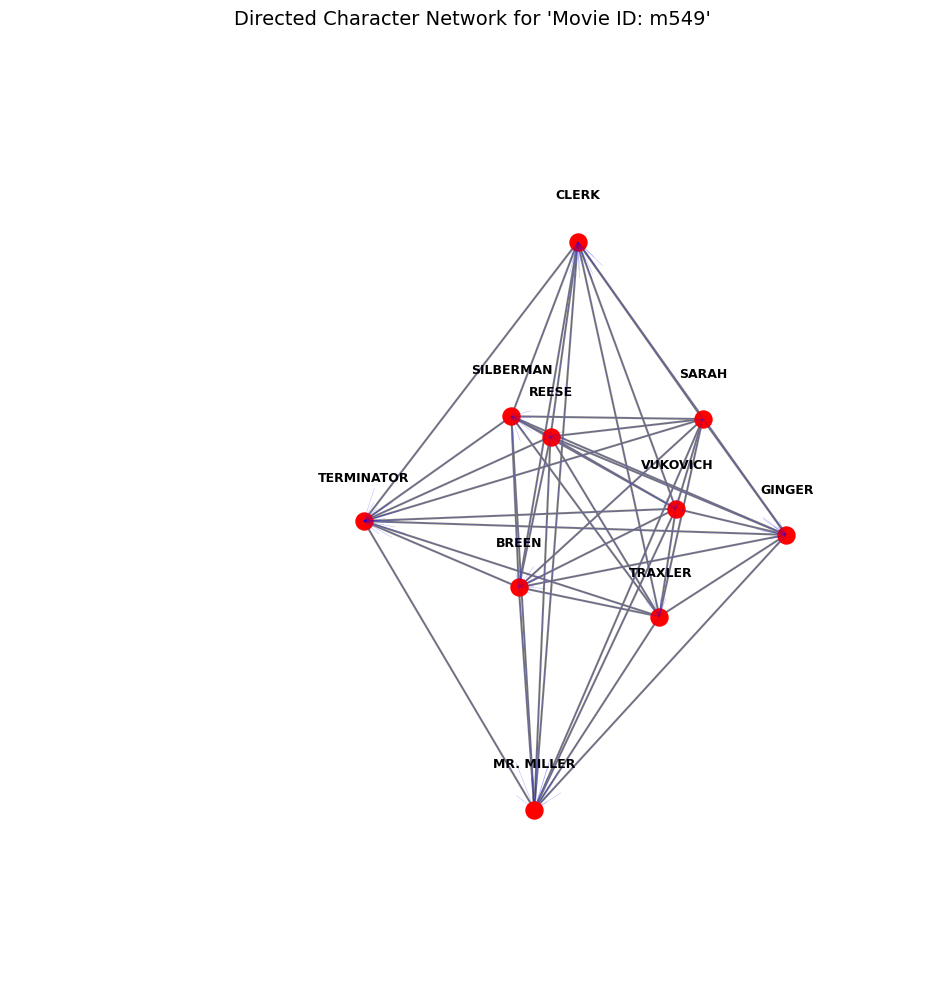 Directed Character Network for 'Movie ID: m549'
CLERK
SILBERMAN
SARAH
REESE
VUKOVICH
TERMINATOR
GINGER
BREEN
TRAXLER
MR. MILLER